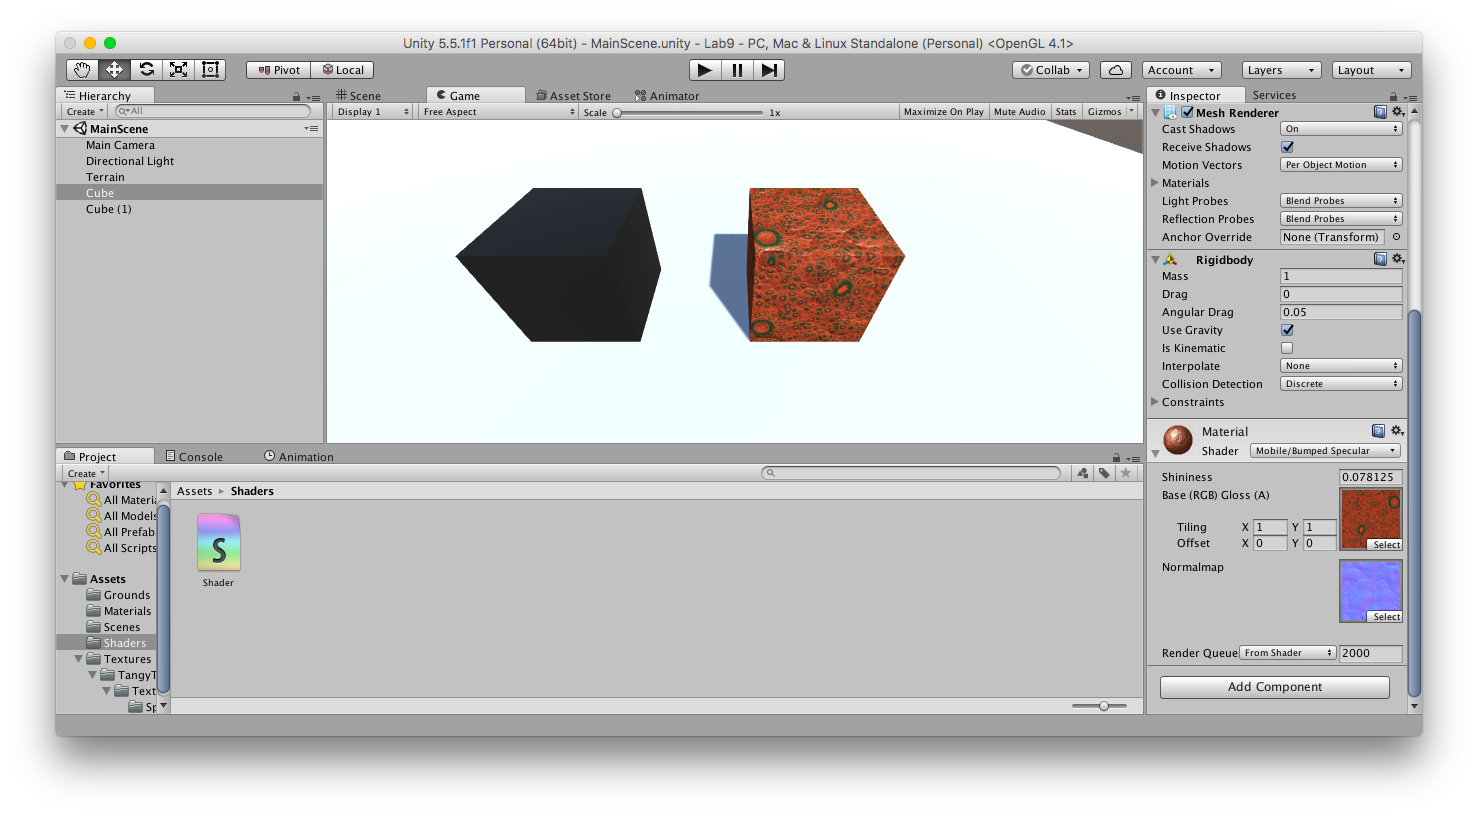 Unity 5.5.1f1 Personal (64bit) - MainScene.unity - Lab9 - PC, Mac & Linux Standalone (Personal) <OpenGL 4.1>
Pivot Local Collab Account Layers Layout
Hierarchy
Create All
MainScene
Main Camera
Directional Light
Terrain
Cube
Cube (1)
Scene Game Asset Store Animator
Display 1 Free Aspect Scale 1x Maximize On Play Mute Audio Stats Gizmos
Project Console Animation
Create
Favorites
All Materia
All Models
All Prefab
All Scripts
Assets
Grounds
Materials
Scenes
Shaders
Textures
TangyT
Text
Sp
Assets Shaders
S
Shader
Inspector Services
Mesh Renderer
Cast Shadows On
Receive Shadows
Motion Vectors Per Object Motion
Materials
Light Probes Blend Probes
Reflection Probes Blend Probes
Anchor Override None (Transform)
Rigidbody
Mass 1
Drag 0
Angular Drag 0.05
Use Gravity
Is Kinematic
Interpolate None
Collision Detection Discrete
Constraints
Material
Shader Mobile/Bumped Specular
Shininess 0.078125
Base (RGB) Gloss (A)
Tiling X 1 Y 1
Offset X 0 Y 0
Select
Normalmap
Select
Render Queue From Shader 2000
Add Component